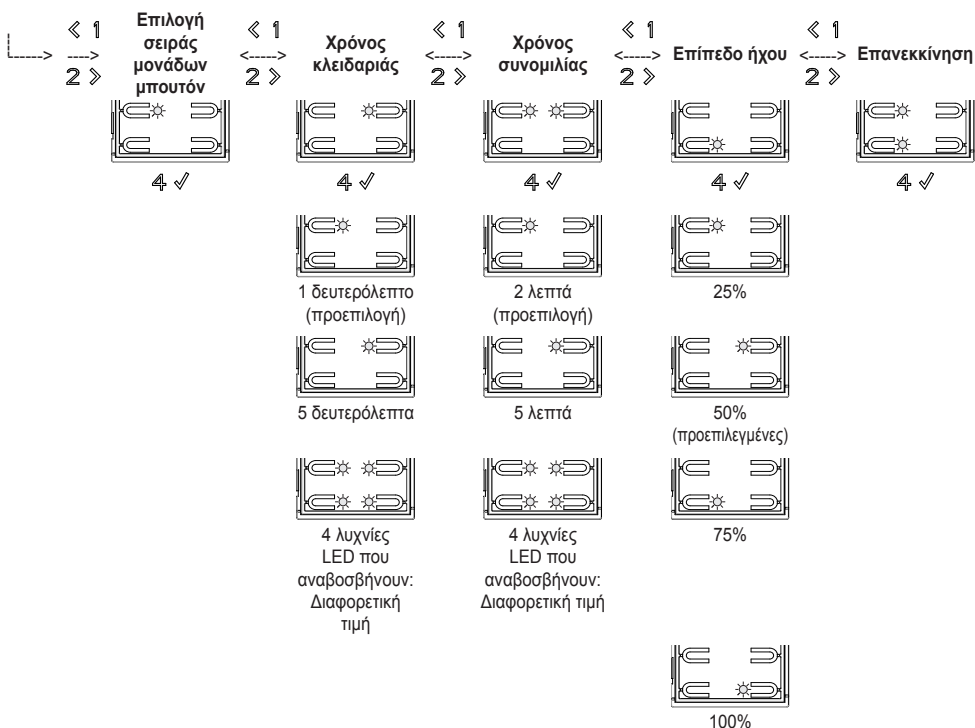 Επιλογή
σειράς
μονάδων
μπουτόν
《 1
----->
2 》
《 1
<----->
2 》
Χρόνος
κλειδαριάς
《 1
<----->
2 》
Χρόνος
συνομιλίας
《 1
<----->
2 》
Επίπεδο ήχου
《 1
<----->
2 》
Επανεκκίνηση
4 ✓
4 ✓
4 ✓
4 ✓
4 ✓
1 δευτερόλεπτο
(προεπιλογή)
2 λεπτά
(προεπιλογή)
25%
5 δευτερόλεπτα
5 λεπτά
50%
(προεπιλεγμένες)
4 λυχνίες
LED που
αναβοσβήνουν:
Διαφορετική
τιμή
4 λυχνίες
LED που
αναβοσβήνουν:
Διαφορετική τιμή
75%
100%